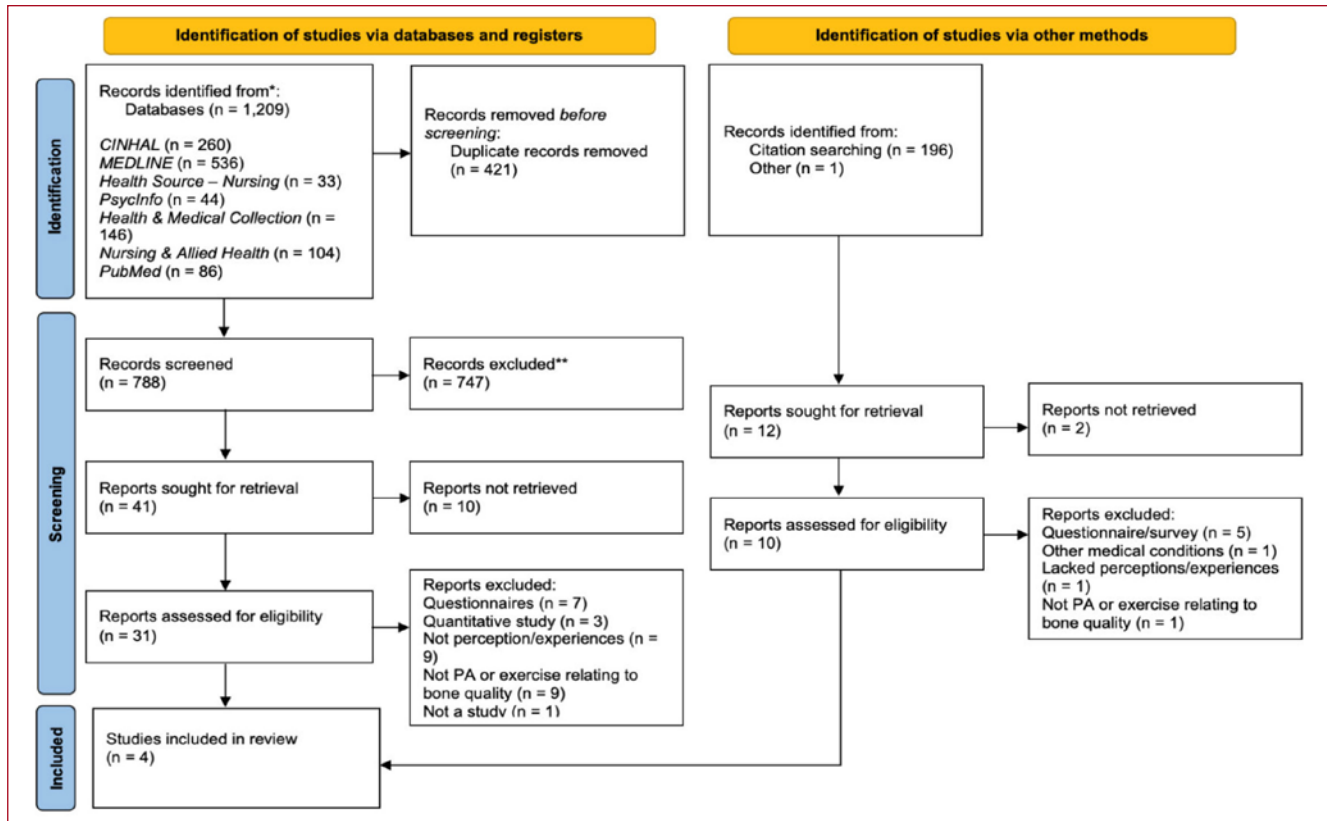 Identification of studies via databases and registers
Identification of studies via other methods
Identification
Records identified from*:
Databases (n = 1,209)
CINHAL (n = 260)
MEDLINE (n = 536)
Health Source – Nursing (n = 33)
PsycInfo (n = 44)
Health & Medical Collection (n =
146)
Nursing & Allied Health (n = 104)
PubMed (n = 86)
Records removed before
screening:
Duplicate records removed
(n = 421)
Records identified from:
Citation searching (n = 196)
Other (n = 1)
Screening
Records screened
(n = 788)
Records excluded**
(n = 747)
Reports sought for retrieval
(n = 41)
Reports not retrieved
(n = 10)
Reports assessed for eligibility
(n = 31)
Reports excluded:
Questionnaires (n = 7)
Quantitative study (n = 3)
Not perception/experiences (n =
9)
Not PA or exercise relating to
bone quality (n = 9)
Not a study (n = 1)
Reports sought for retrieval
(n = 12)
Reports not retrieved
(n = 2)
Reports assessed for eligibility
(n = 10)
Reports excluded:
Questionnaire/survey (n = 5)
Other medical conditions (n = 1)
Lacked perceptions/experiences
(n = 1)
Not PA or exercise relating to
bone quality (n = 1)
Included
Studies included in review
(n = 4)